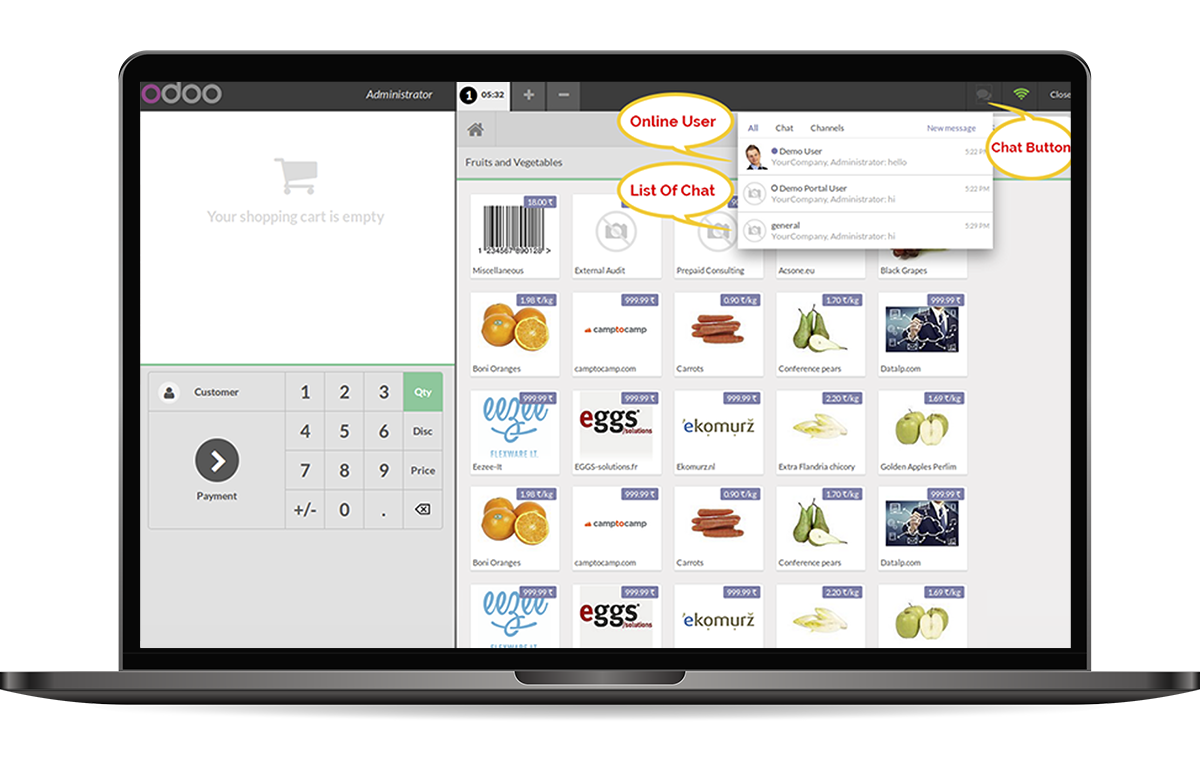 odoo
Administrator
1 05:32 + −
Close
Your shopping cart is empty
Customer
Payment
1 2 3 Qty
4 5 6 Disc
7 8 9 Price
+/- 0 .
Fruits and Vegetables
Online User
List Of Chat
Chat Button
All Chat Channels New message
Demo User 5:22 PM
YourCompany, Administrator: hello
Demo Portal User 5:22 PM
YourCompany, Administrator: hi
general 5:29 PM
YourCompany, Administrator: hi
18.00 ₹
1 234567 890128 >
Miscellaneous
External Audit
Prepaid Consulting
Acsone.eu
Black Grapes
1.98 ₹/kg
Boni Oranges
999.99 ₹
camptocamp
camptocamp.com
0.90 ₹/kg
Carrots
1.70 ₹/kg
Conference pears
999.99 ₹
Datalp.com
999.99 ₹
eezee
FLEXWARE I.T.
Eezee-It
999.99 ₹
eggs
/solutions
EGGS-solutions.fr
999.99 ₹
'ekomurž
Ekomurz.nl
2.20 ₹/kg
Extra Flandria chicory
1.69 ₹/kg
Golden Apples Perlim
1.98 ₹/kg
Boni Oranges
999.99 ₹
camptocamp
camptocamp.com
0.90 ₹/kg
Carrots
1.70 ₹/kg
Conference pears
999.99 ₹
Datalp.com
999.99 ₹
eezee
FLEXWARE I.T.
999.99 ₹
eggs
/solutions
999.99 ₹
'ekomurž
2.20 ₹/kg
1.69 ₹/kg